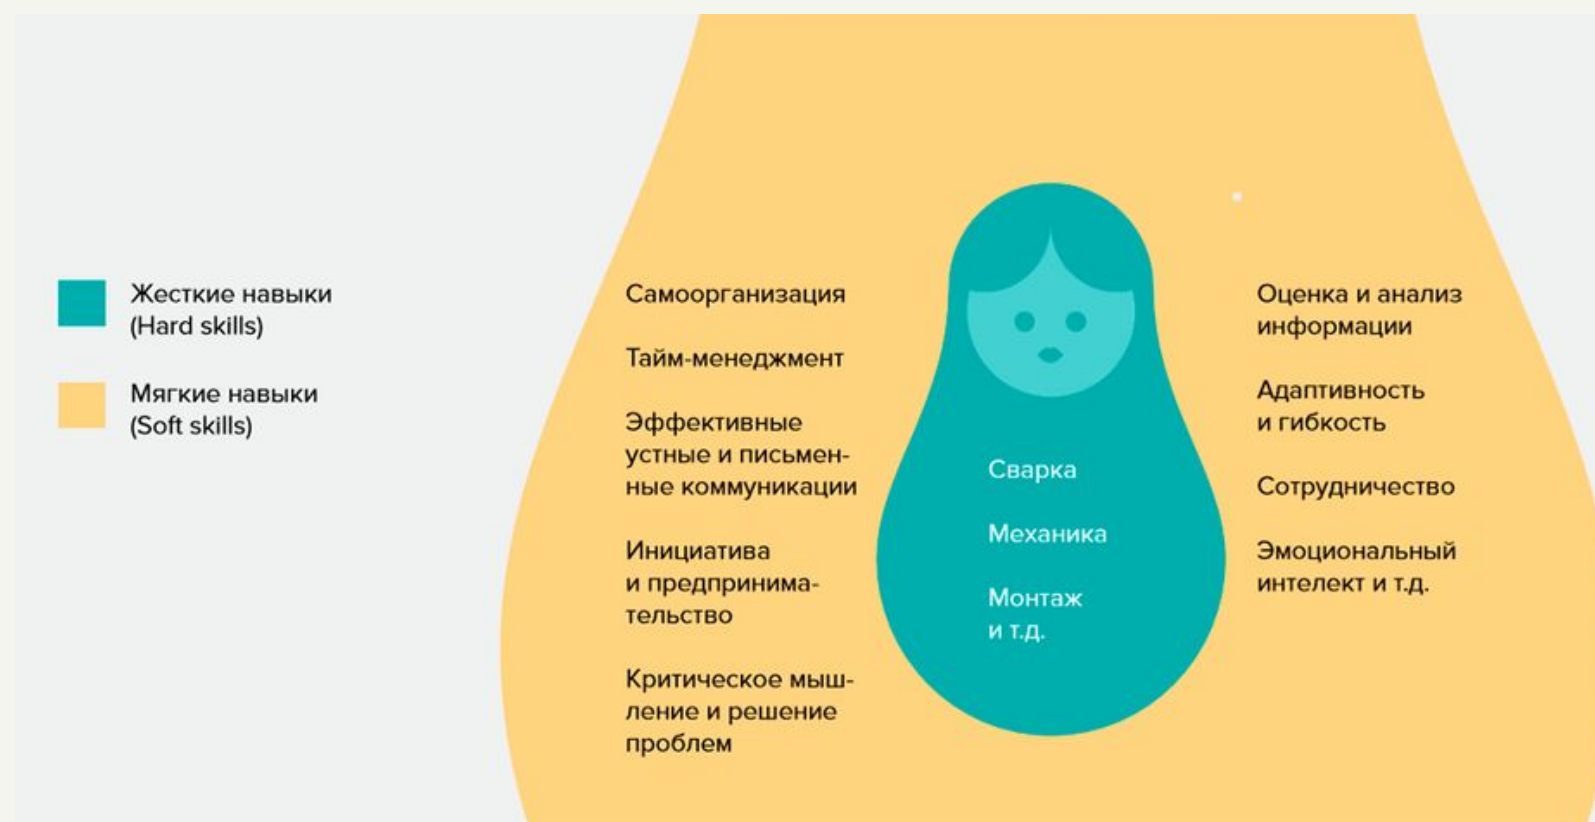 Жесткие навыки
(Hard skills)
Мягкие навыки
(Soft skills)
Самоорганизация
Тайм-менеджмент
Эффективные
устные и письмен-
ные коммуникации
Инициатива
и предпринима-
тельство
Критическое мыш-
ление и решение
проблем
Сварка
Механика
Монтаж
и т.д.
Оценка и анализ
информации
Адаптивность
и гибкость
Сотрудничество
Эмоциональный
интелект и т.д.